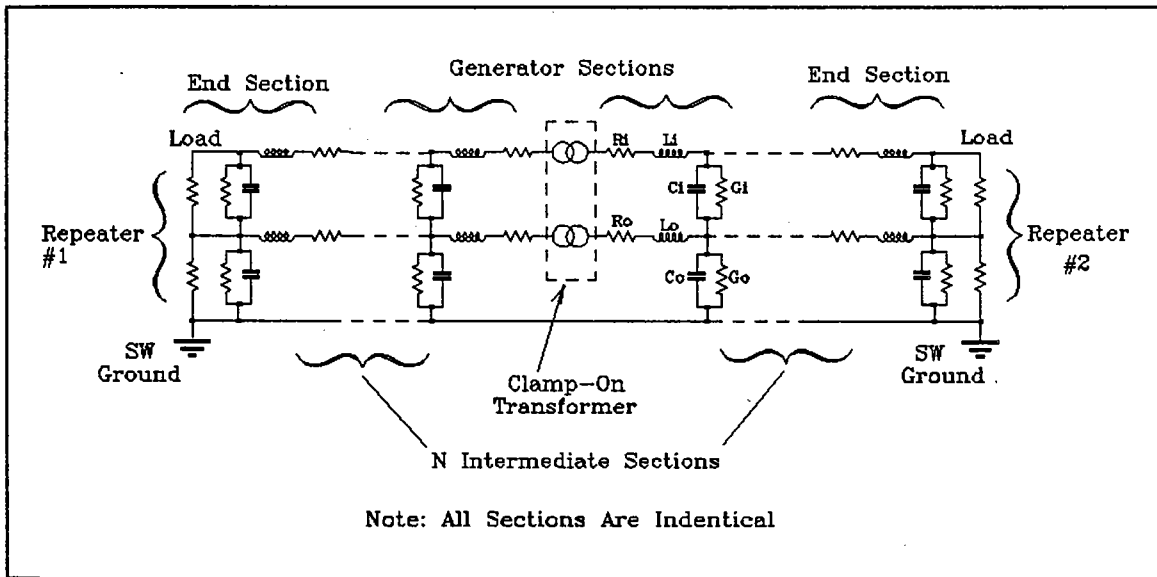 Generator Sections
End Section
End Section
Load
Load
Ri
Li
Ci
Gi
Repeater
#1
Ro
Lo
Repeater
#2
Co
Go
SW
Ground
SW
Ground
Clamp-On
Transformer
N Intermediate Sections
Note: All Sections Are Indentical